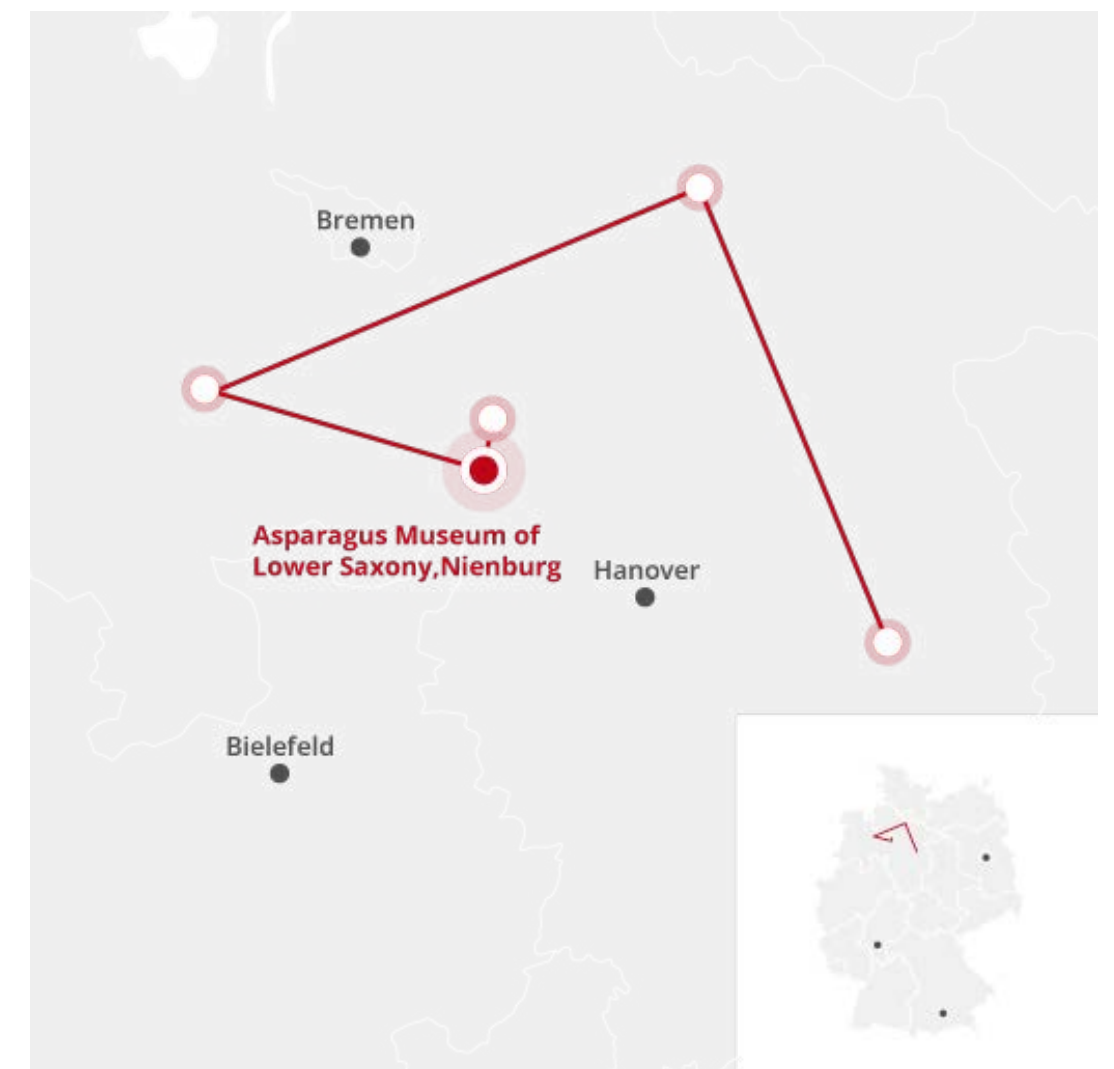 Bremen
Asparagus Museum of
Lower Saxony,Nienburg
Hanover
Bielefeld